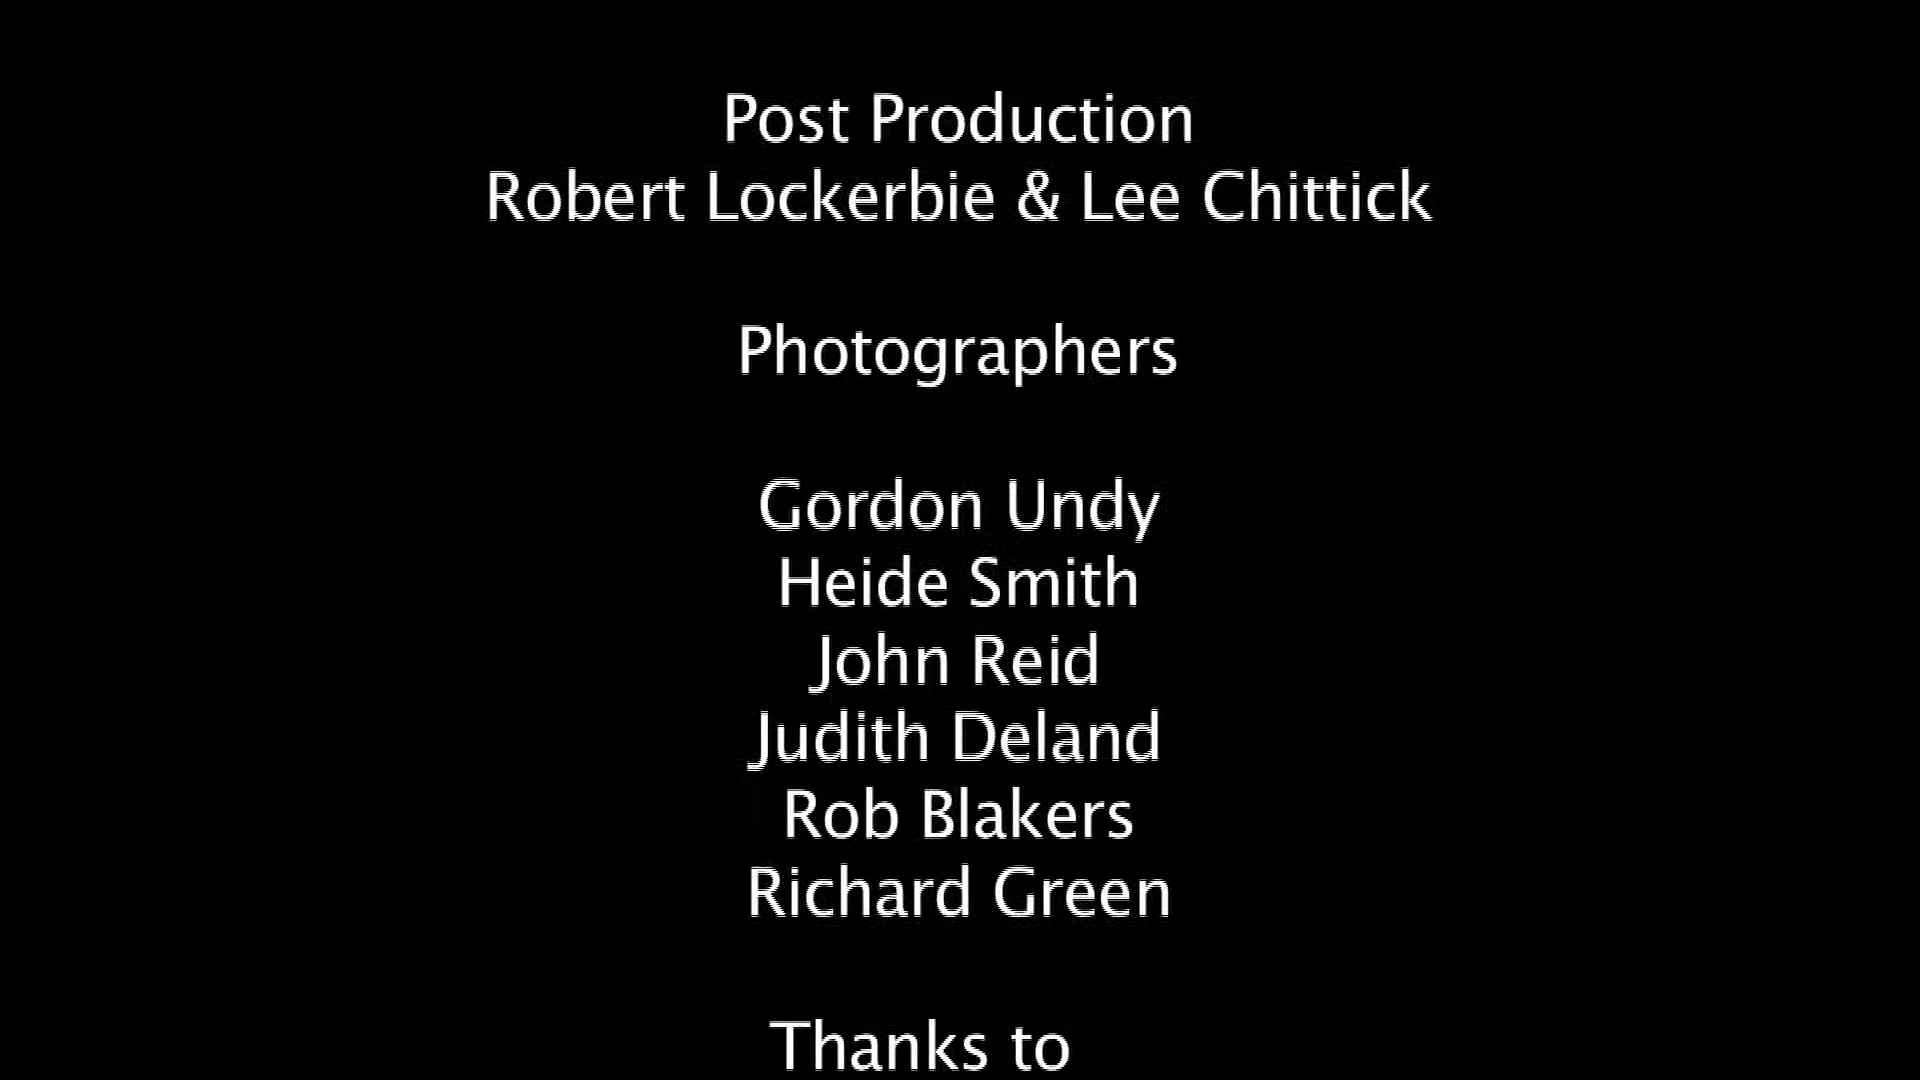 Post Production
Robert Lockerbie & Lee Chittick
Photographers
Gordon Undy
Heide Smith
John Reid
Judith Deland
Rob Blakers
Richard Green
Thanks to